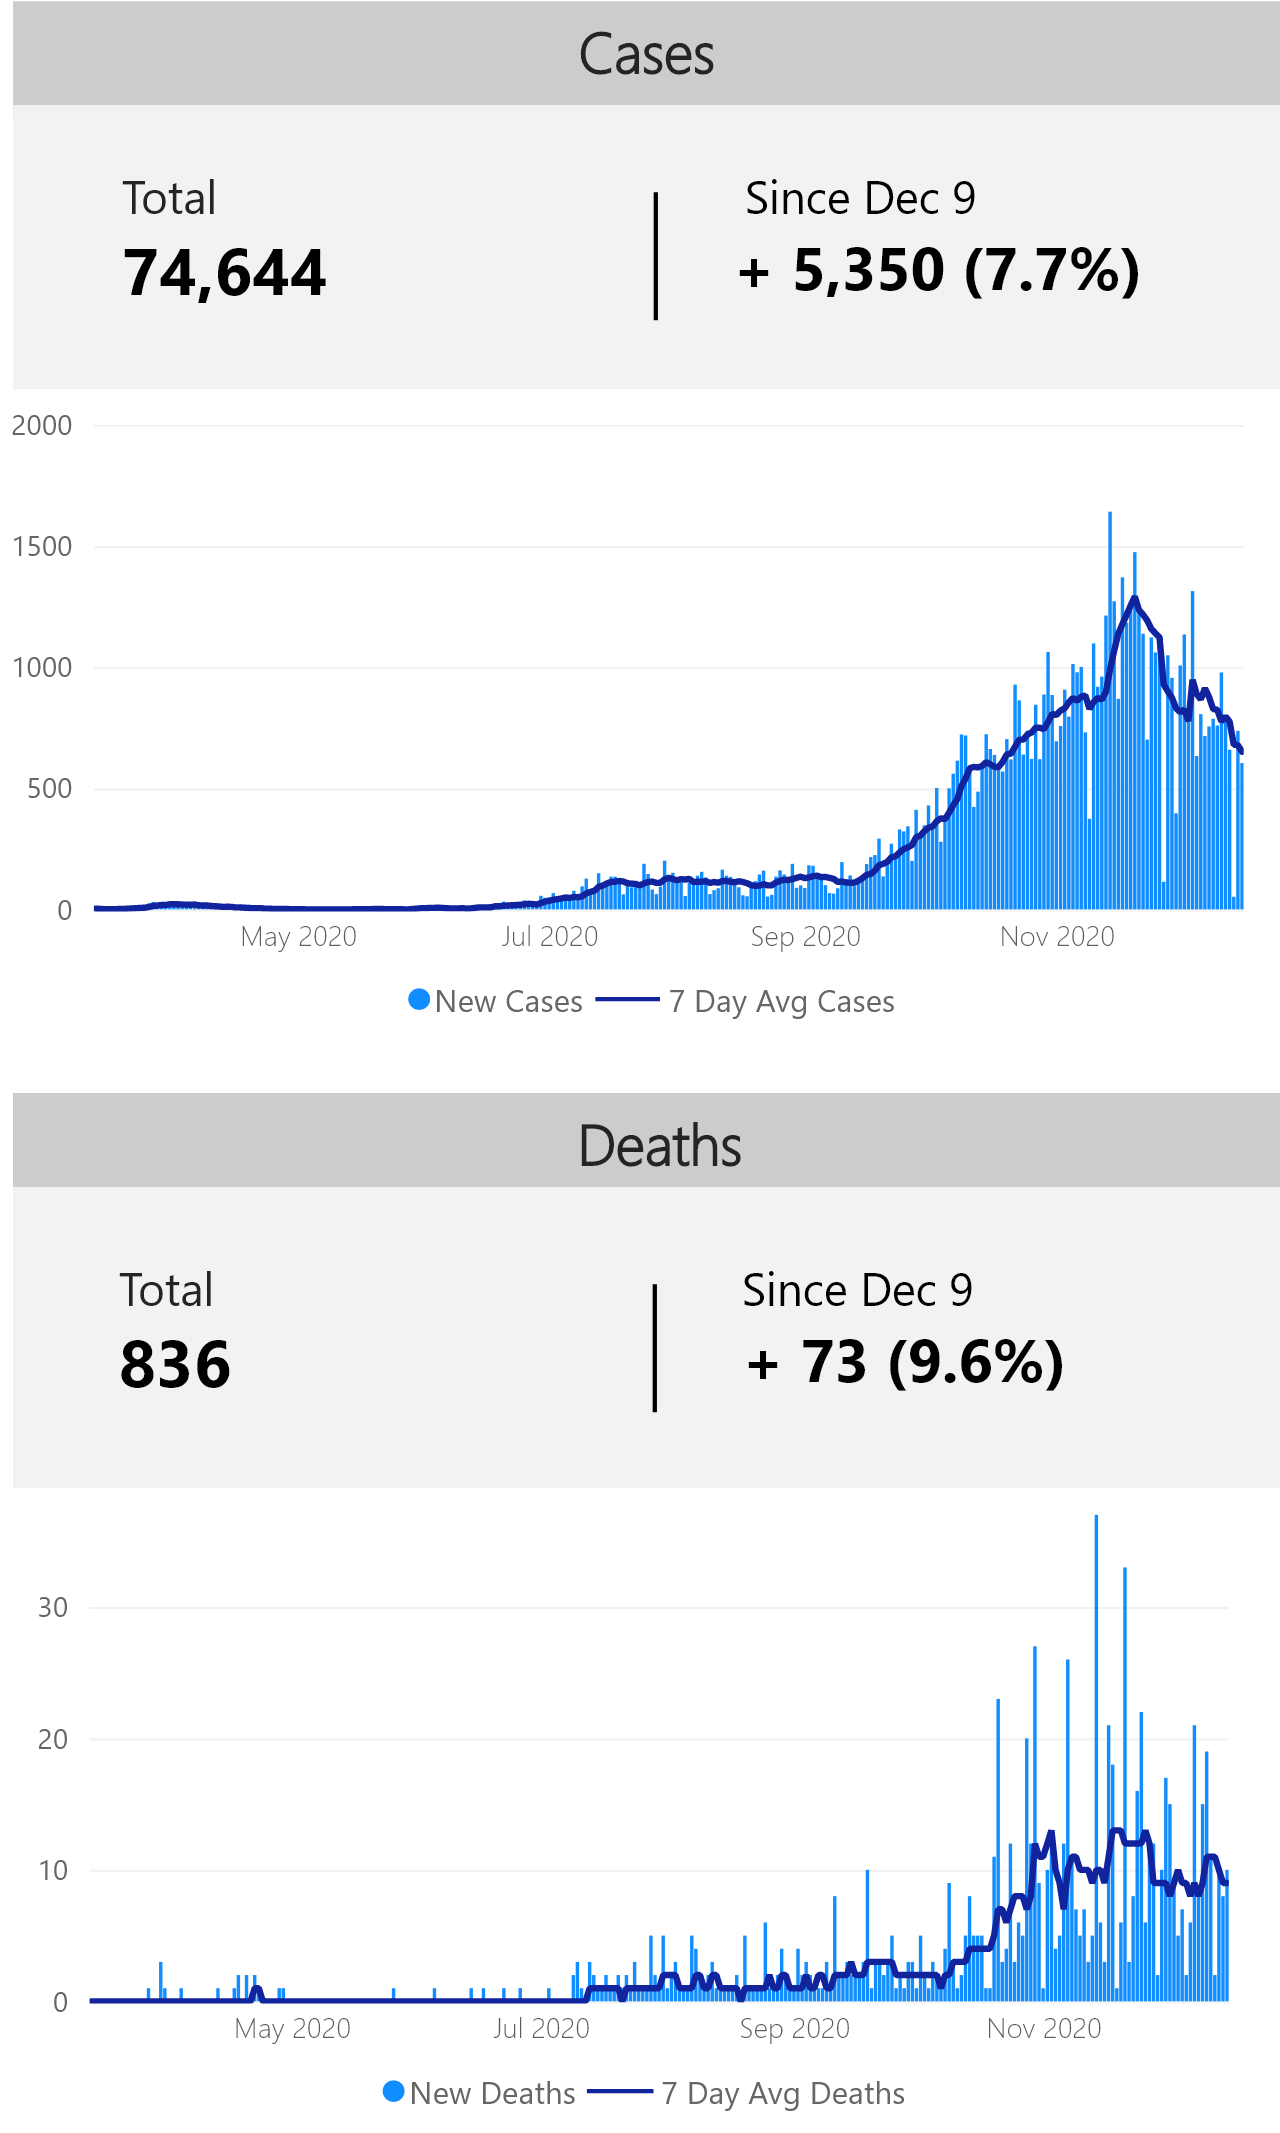 Cases
Total
Since Dec 9
74,644
+ 5,350 (7.7%)
2000
1500
1000
500
0
May 2020
Jul 2020
Sep 2020
Nov 2020
New Cases
7 Day Avg Cases
Deaths
Total
Since Dec 9
836
+ 73 (9.6%)
30
20
10
0
May 2020
Jul 2020
Sep 2020
Nov 2020
New Deaths
7 Day Avg Deaths